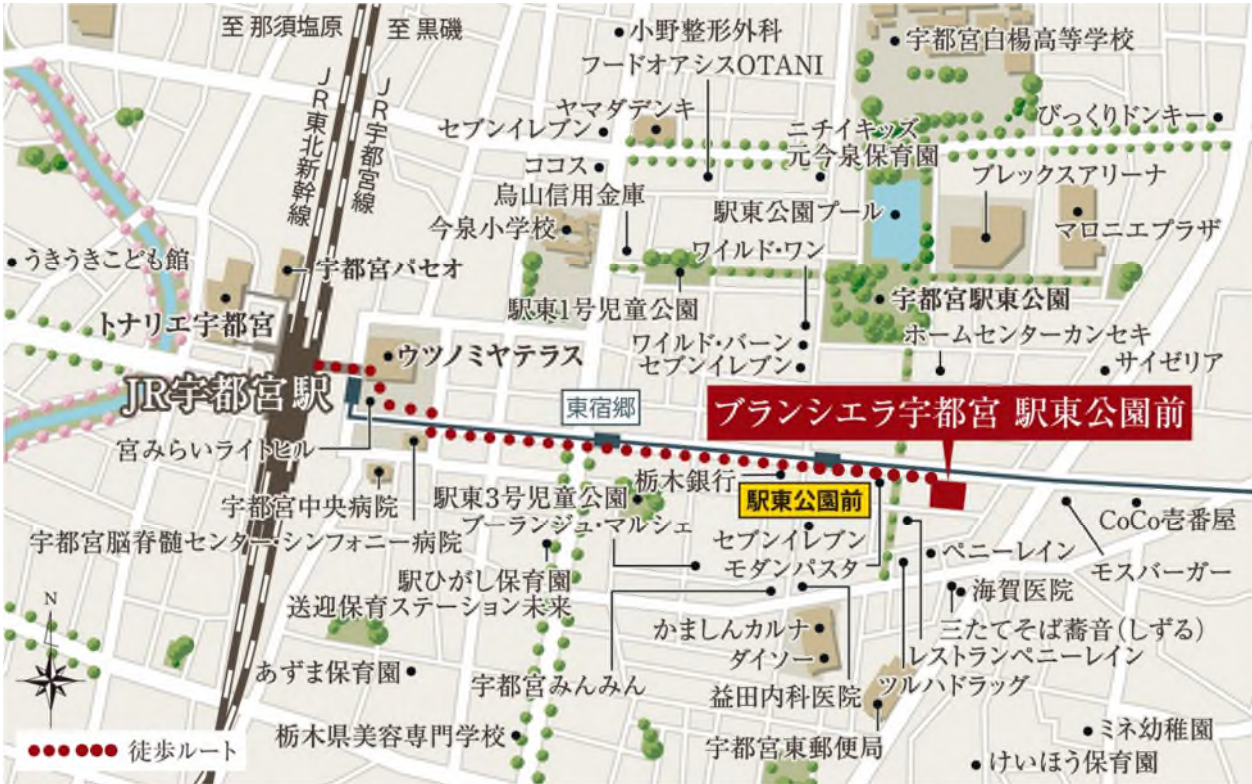 至 那須塩原
至 黒磯
JR東北新幹線
JR宇都宮線
小野整形外科
フードオアシスOTANI
宇都宮白楊高等学校
ヤマダデンキ
セブンイレブン
びっくりドンキー
ニチイキッズ
元今泉保育園
ココス
烏山信用金庫
今泉小学校
ブレックスアリーナ
駅東公園プール
マロニエプラザ
ワイルド・ワン
うきうきこども館
宇都宮パセオ
駅東1号児童公園
宇都宮駅東公園
トナリエ宇都宮
ホームセンターカンセキ
ウツノミヤテラス
ワイルド・バーン
セブンイレブン
サイゼリア
JR宇都宮駅
東宿郷
ブランシエラ宇都宮 駅東公園前
宮みらいライトヒル
栃木銀行
駅東公園前
宇都宮中央病院
駅東3号児童公園
ブーランジュ・マルシェ
CoCo壱番屋
宇都宮脳脊髄センター・シンフォニー病院
セブンイレブン
モダンパスタ
ペニーレイン
モスバーガー
駅ひがし保育園
送迎保育ステーション未来
海賀医院
三たてそば蕎音(しずる)
かましんカルナ
ダイソー
レストランペニーレイン
あずま保育園
宇都宮みんみん
益田内科医院
ツルハドラッグ
N
栃木県美容専門学校
宇都宮東郵便局
ミネ幼稚園
けいほう保育園
徒歩ルート